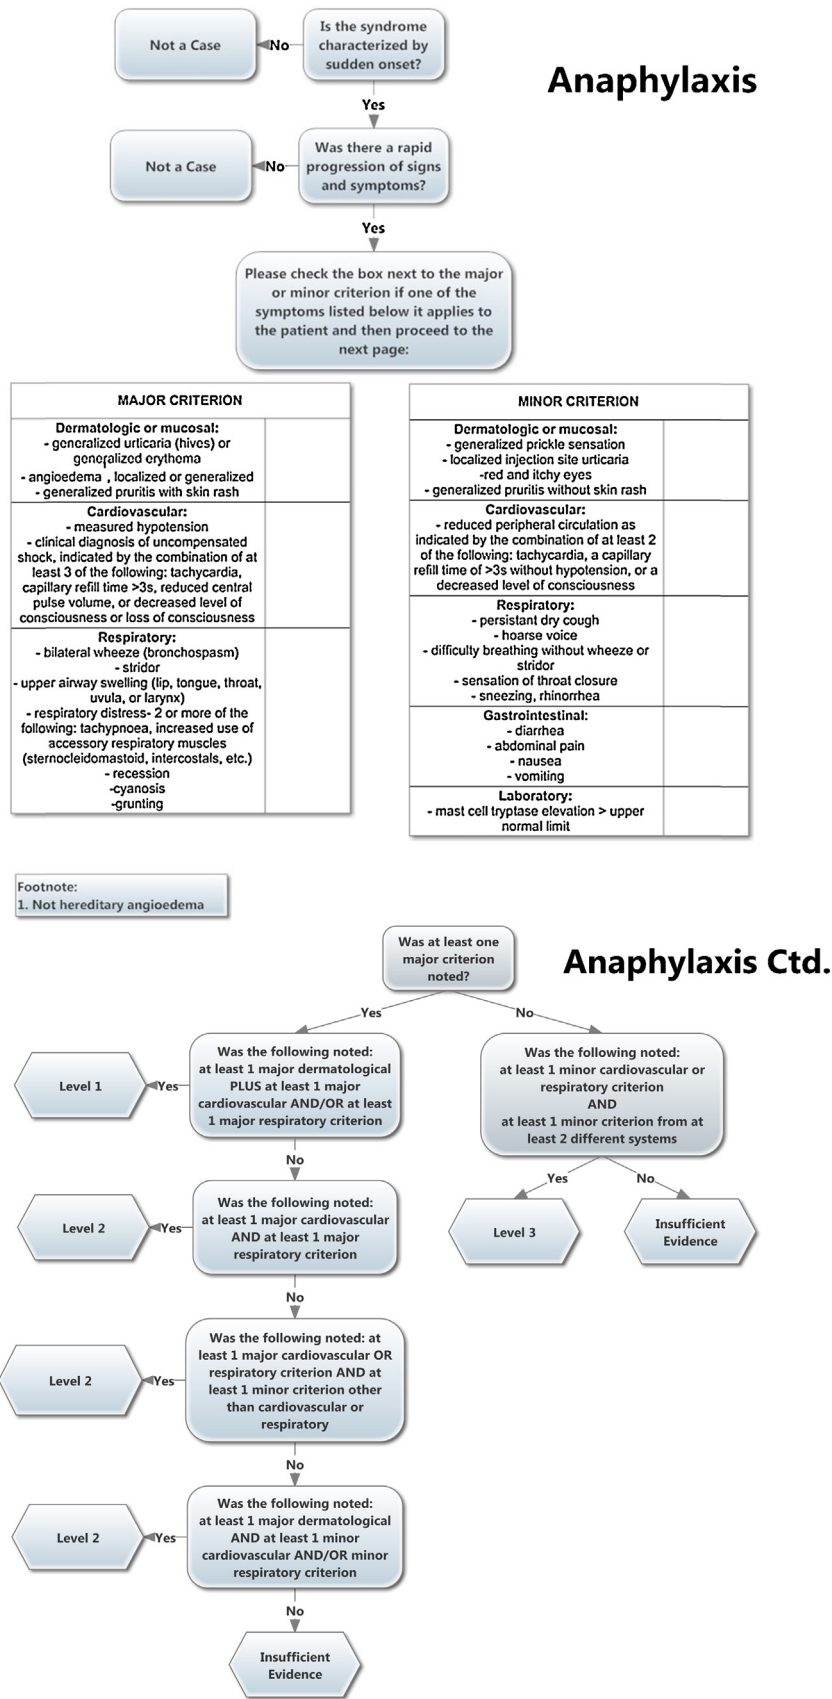 Is the syndrome
characterized by
sudden onset?
No
Not a Case
Anaphylaxis
Yes
Was there a rapid
progression of signs
and symptoms?
No
Not a Case
Yes
Please check the box next to the major
or minor criterion if one of the
symptoms listed below it applies to
the patient and then proceed to the
next page:
MAJOR CRITERION
Dermatologic or mucosal:
- generalized urticaria (hives) or
generalized erythema
- angioedema , localized or generalized
- generalized pruritis with skin rash
Cardiovascular:
- measured hypotension
- clinical diagnosis of uncompensated
shock, indicated by the combination of at
least 3 of the following: tachycardia,
capillary refill time >3s, reduced central
pulse volume, or decreased level of
consciousness or loss of consciousness
Respiratory:
- bilateral wheeze (bronchospasm)
- stridor
- upper airway swelling (lip, tongue, throat,
uvula, or larynx)
- respiratory distress- 2 or more of the
following: tachypnoea, increased use of
accessory respiratory muscles
(sternocleidomastoid, intercostals, etc.)
- recession
-cyanosis
-grunting
MINOR CRITERION
Dermatologic or mucosal:
- generalized prickle sensation
- localized injection site urticaria
-red and itchy eyes
- generalized pruritis without skin rash
Cardiovascular:
- reduced peripheral circulation as
indicated by the combination of at least 2
of the following: tachycardia, a capillary
refill time of >3s without hypotension, or a
decreased level of consciousness
Respiratory:
- persistant dry cough
- hoarse voice
- difficulty breathing without wheeze or
stridor
- sensation of throat closure
- sneezing, rhinorrhea
Gastrointestinal:
- diarrhea
- abdominal pain
- nausea
- vomiting
Laboratory:
- mast cell tryptase elevation > upper
normal limit
Footnote:
1. Not hereditary angioedema
Anaphylaxis Ctd.
Was at least one
major criterion
noted?
Yes
No
Was the following noted:
at least 1 major dermatological
PLUS at least 1 major
cardiovascular AND/OR at least
1 major respiratory criterion
Yes
Level 1
No
Was the following noted:
at least 1 major cardiovascular
AND at least 1 major
respiratory criterion
Yes
Level 2
No
Was the following noted: at
least 1 major cardiovascular OR
respiratory criterion AND at
least 1 minor criterion other
than cardiovascular or
respiratory
Yes
Level 2
No
Was the following noted:
at least 1 major dermatological
AND at least 1 minor
cardiovascular AND/OR minor
respiratory criterion
Yes
Level 2
No
Insufficient
Evidence
Was the following noted:
at least 1 minor cardiovascular or
respiratory criterion
AND
at least 1 minor criterion from at
least 2 different systems
Yes
Level 3
No
Insufficient
Evidence